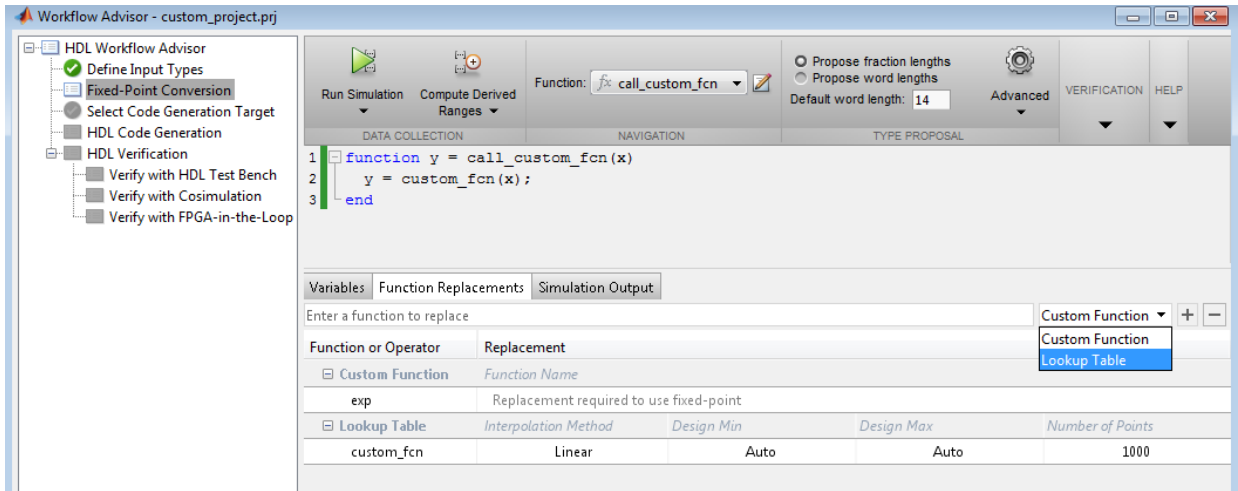 Workflow Advisor - custom_project.prj
HDL Workflow Advisor
Define Input Types
Fixed-Point Conversion
Select Code Generation Target
HDL Code Generation
HDL Verification
Verify with HDL Test Bench
Verify with Cosimulation
Verify with FPGA-in-the-Loop
Run Simulation
Compute Derived
Ranges
DATA COLLECTION
Function: fx call_custom_fcn
NAVIGATION
Propose fraction lengths
Propose word lengths
Default word length: 14
Advanced
TYPE PROPOSAL
VERIFICATION
HELP
1 function y = call_custom_fcn(x)
2 y = custom_fcn(x);
3 end
Variables Function Replacements Simulation Output
Enter a function to replace Custom Function + −
Custom Function
Lookup Table
Function or Operator Replacement
Custom Function Function Name
exp Replacement required to use fixed-point
Lookup Table Interpolation Method Design Min Design Max Number of Points
custom_fcn Linear Auto Auto 1000